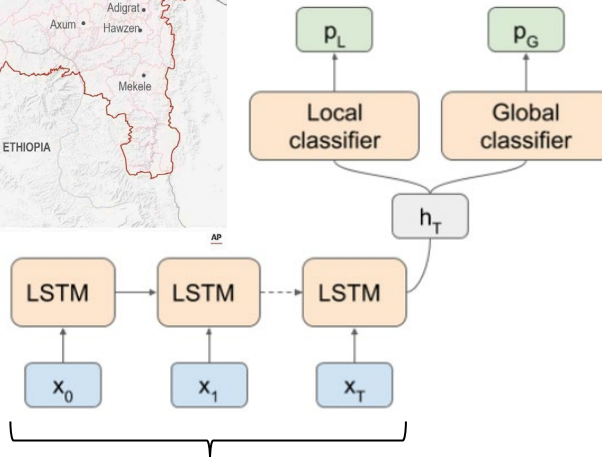 Adigrat
Axum
Hawzen
Mekele
ETHIOPIA
AP
p_L
p_G
Local
classifier
Global
classifier
h_T
LSTM
LSTM
LSTM
x_0
x_1
x_T